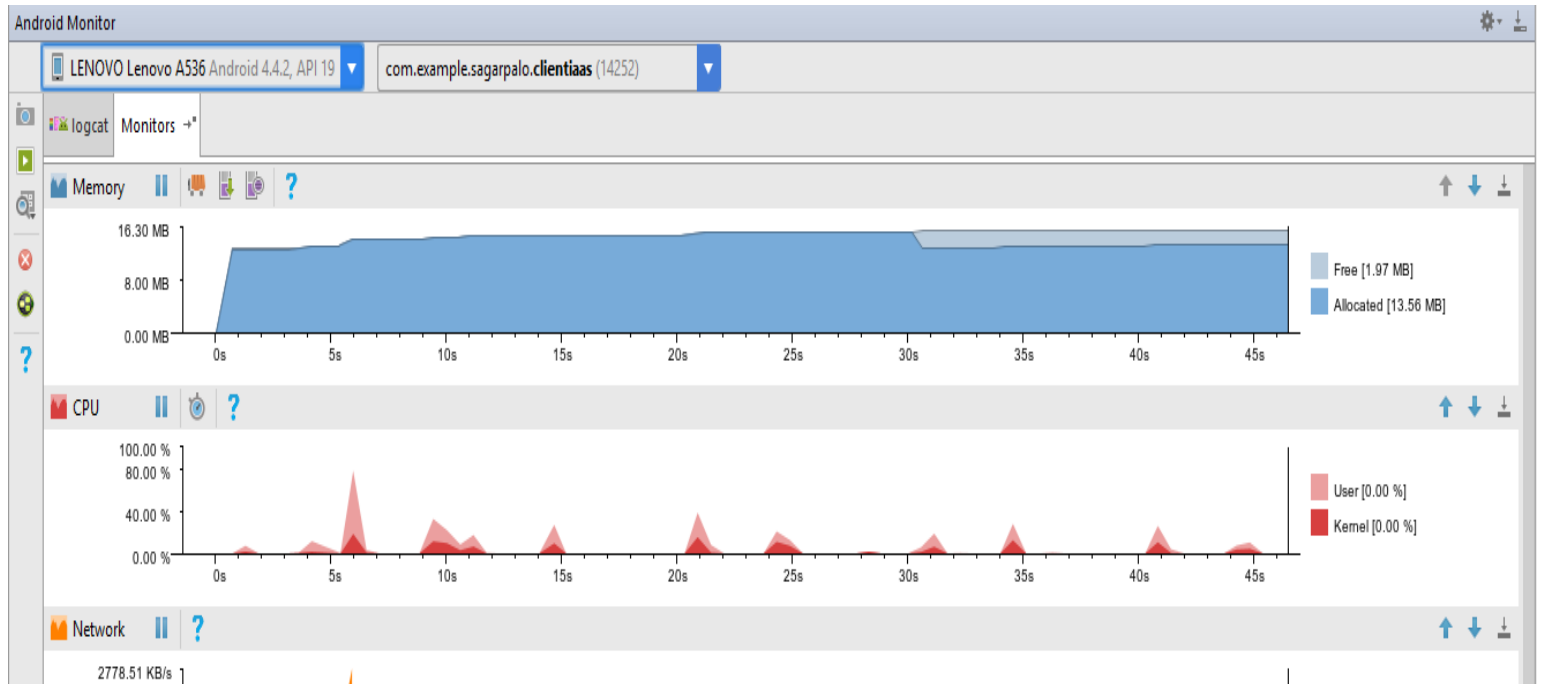 Android Monitor
LENOVO Lenovo A536 Android 4.4.2, API 19
com.example.sagarpalo.clientiaas (14252)
logcat
Monitors
Memory
?
16.30 MB
8.00 MB
0.00 MB
0s 5s 10s 15s 20s 25s 30s 35s 40s 45s
Free [1.97 MB]
Allocated [13.56 MB]
?
CPU
?
100.00 %
80.00 %
40.00 %
0.00 %
0s 5s 10s 15s 20s 25s 30s 35s 40s 45s
User [0.00 %]
Kernel [0.00 %]
Network
?
2778.51 KB/s